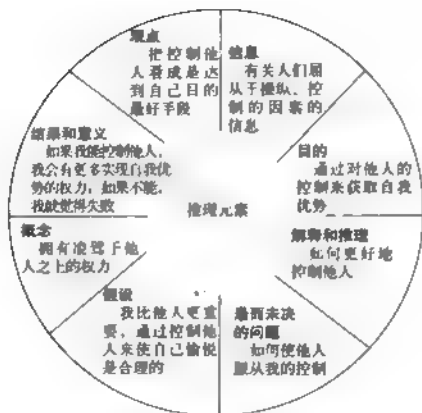 观点
把控制他
人看成是达
到自己目的
最好手段
信息
有关人们屈
从于操纵、控
制的因素的
信息
目的
通过对他人的
控制来获取自我
优势
解释和推理
如何更好地
控制他人
悬而未决
的问题
如何使他人
服从我的控制
假设
我比他人更重
要，通过控制他
人来使自己愉悦
是合理的
概念
拥有凌驾于他
人之上的权力
结果和意义
如果我能控制他人，
我会有更多实现自我优
势的权力；如果不能，
我就觉得失败
推理元素